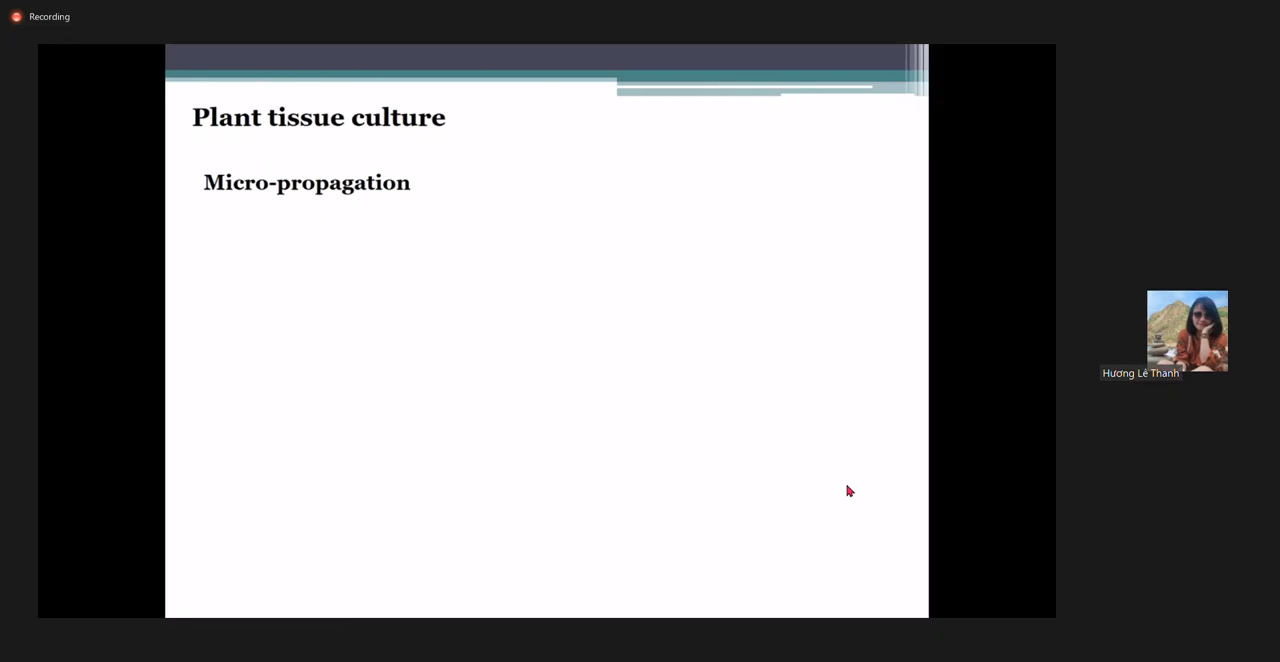 Recording
Plant tissue culture
Micro-propagation
Hương Lê Thanh